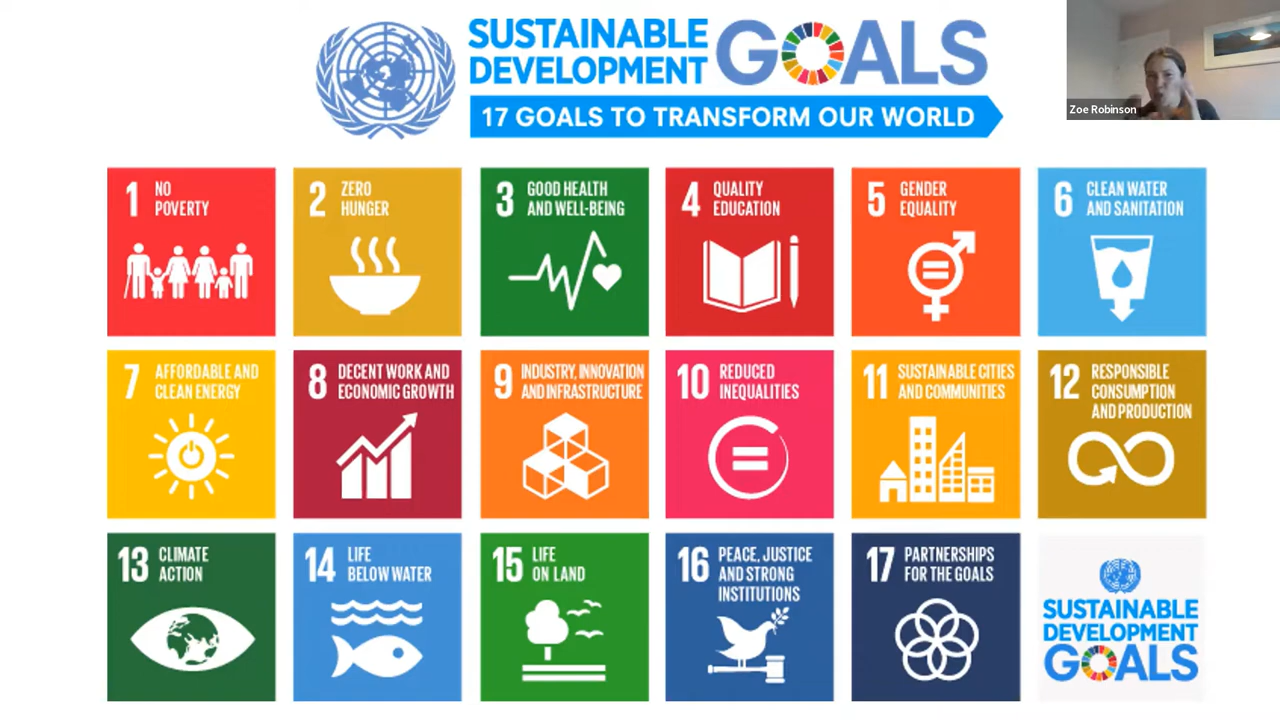 SUSTAINABLE
DEVELOPMENT
GOALS
17 GOALS TO TRANSFORM OUR WORLD
Zoe Robinson
1 NO
POVERTY
2 ZERO
HUNGER
3 GOOD HEALTH
AND WELL-BEING
4 QUALITY
EDUCATION
5 GENDER
EQUALITY
6 CLEAN WATER
AND SANITATION
7 AFFORDABLE AND
CLEAN ENERGY
8 DECENT WORK AND
ECONOMIC GROWTH
9 INDUSTRY, INNOVATION
AND INFRASTRUCTURE
10 REDUCED
INEQUALITIES
11 SUSTAINABLE CITIES
AND COMMUNITIES
12 RESPONSIBLE
CONSUMPTION
AND PRODUCTION
13 CLIMATE
ACTION
14 LIFE
BELOW WATER
15 LIFE
ON LAND
16 PEACE, JUSTICE
AND STRONG
INSTITUTIONS
17 PARTNERSHIPS
FOR THE GOALS
SUSTAINABLE
DEVELOPMENT
GOALS